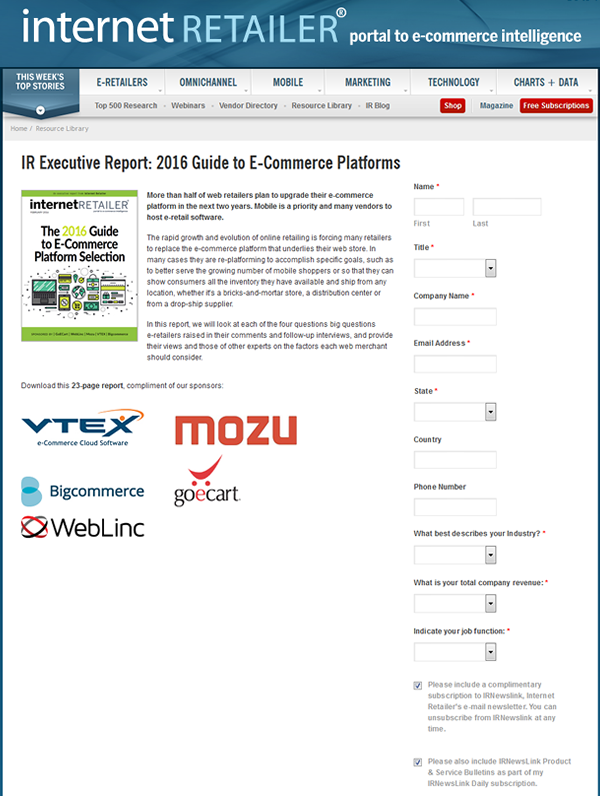 internet RETAILER® portal to e-commerce intelligence
THIS WEEK'S
TOP STORIES
E-RETAILERS
OMNICHANNEL
MOBILE
MARKETING
TECHNOLOGY
CHARTS + DATA
Top 500 Research - Webinars - Vendor Directory - Resource Library - IR Blog
Shop
Magazine
Free Subscriptions
Home / Resource Library
IR Executive Report: 2016 Guide to E-Commerce Platforms
internetRETAILER
The 2016 Guide
to E-Commerce
Platform Selection
More than half of web retailers plan to upgrade their e-commerce
platform in the next two years. Mobile is a priority and many vendors to
host e-retail software.
The rapid growth and evolution of online retailing is forcing many retailers
to replace the e-commerce platform that underlies their web store. In
many cases they are re-platforming to accomplish specific goals, such as
to better serve the growing number of mobile shoppers or so that they can
show consumers all the inventory they have available and ship from any
location, whether it's a bricks-and-mortar store, a distribution center or
from a drop-ship supplier.
In this report, we will look at each of the four questions big questions
e-retailers raised in their comments and follow-up interviews, and provide
their views and those of other experts on the factors each web merchant
should consider.
Download this 23-page report, compliment of our sponsors:
VTEX
e-Commerce Cloud Software
mozu
Bigcommerce
goecart.
WebLinc
Name *
First
Last
Title *
Company Name *
Email Address *
State *
Country
Phone Number
What best describes your Industry? *
What is your total company revenue: *
Indicate your job function: *
Please include a complimentary
subscription to IRNewslink, Internet
Retailer's e-mail newsletter. You can
unsubscribe from IRNewslink at any
time.
Please also include IRNewsLink Product
& Service Bulletins as part of my
IRNewsLink Daily subscription.